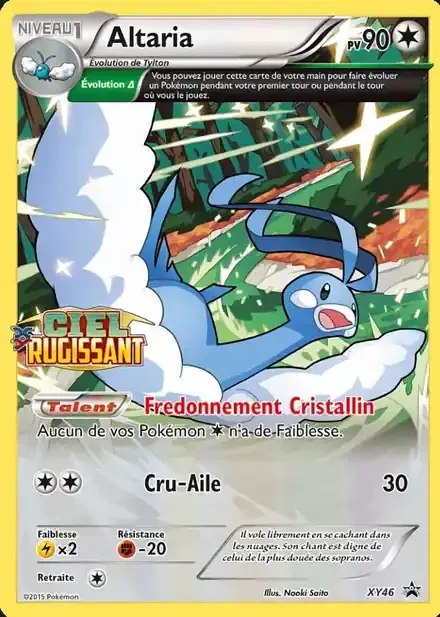 NIVEAU1
Altaria
PV90
Évolution de Tylton
Évolution Δ
Vous pouvez jouer cette carte de votre main pour faire évoluer
un Pokémon pendant votre premier tour ou pendant le tour
où vous le jouez.
CIEL
RUGISSANT
Talent Fredonnement Cristallin
Aucun de vos Pokémon n'a de Faiblesse.
Cru-Aile 30
Faiblesse Résistance
×2 -20
Il vole librement en se cachant dans
les nuages. Son chant est digne de
celui de la plus douée des sopranos.
Retraite
©2015 Pokémon Illus. Naoki Saito XY46